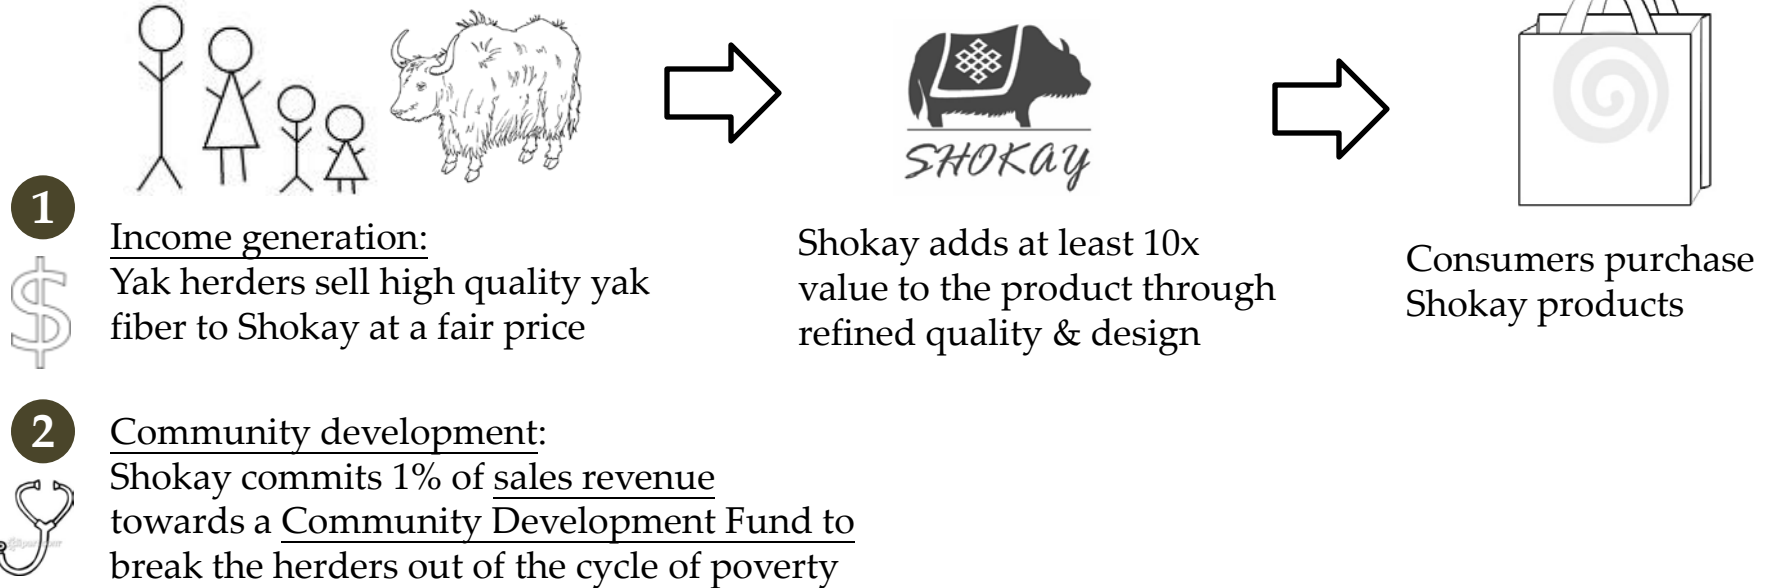 SHOKAY
1
Income generation:
Yak herders sell high quality yak
fiber to Shokay at a fair price
Shokay adds at least 10x
value to the product through
refined quality & design
Consumers purchase
Shokay products
$
2
Community development:
Shokay commits 1% of sales revenue
towards a Community Development Fund to
break the herders out of the cycle of poverty